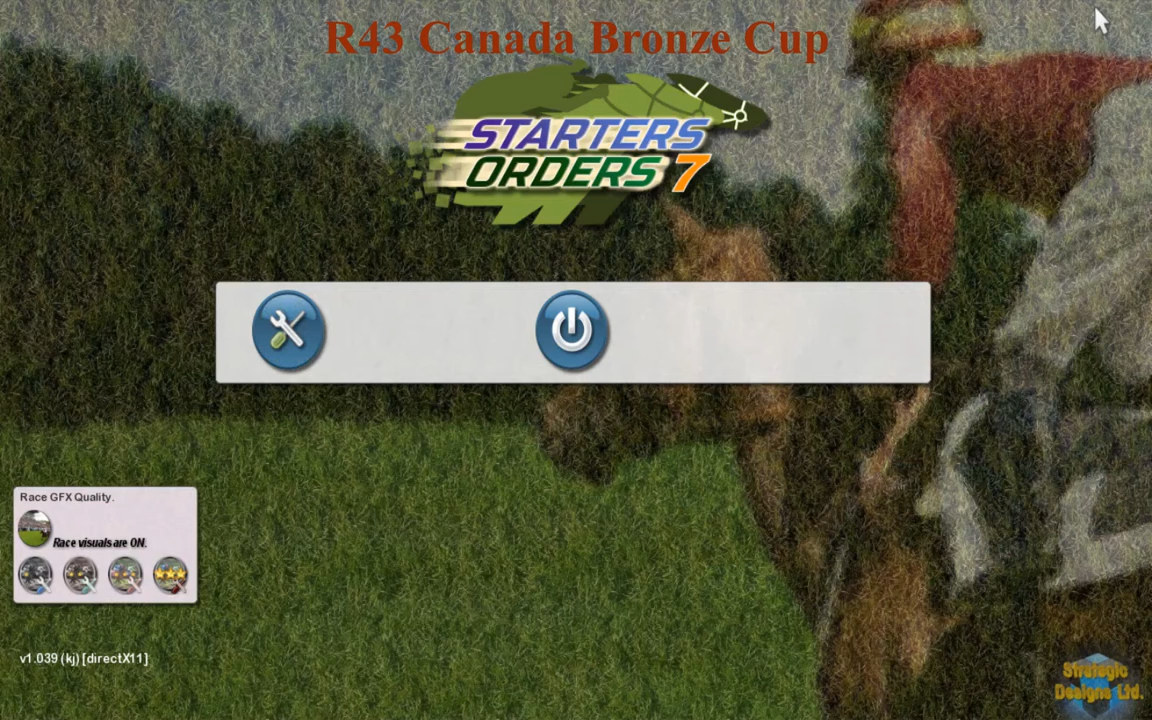 R43 Canada Bronze Cup
STARTERS
ORDERS 7
Race GFX Quality.
Race visuals are ON.
v1.039 (kj) [directX11]
Strategic
Designs Ltd.